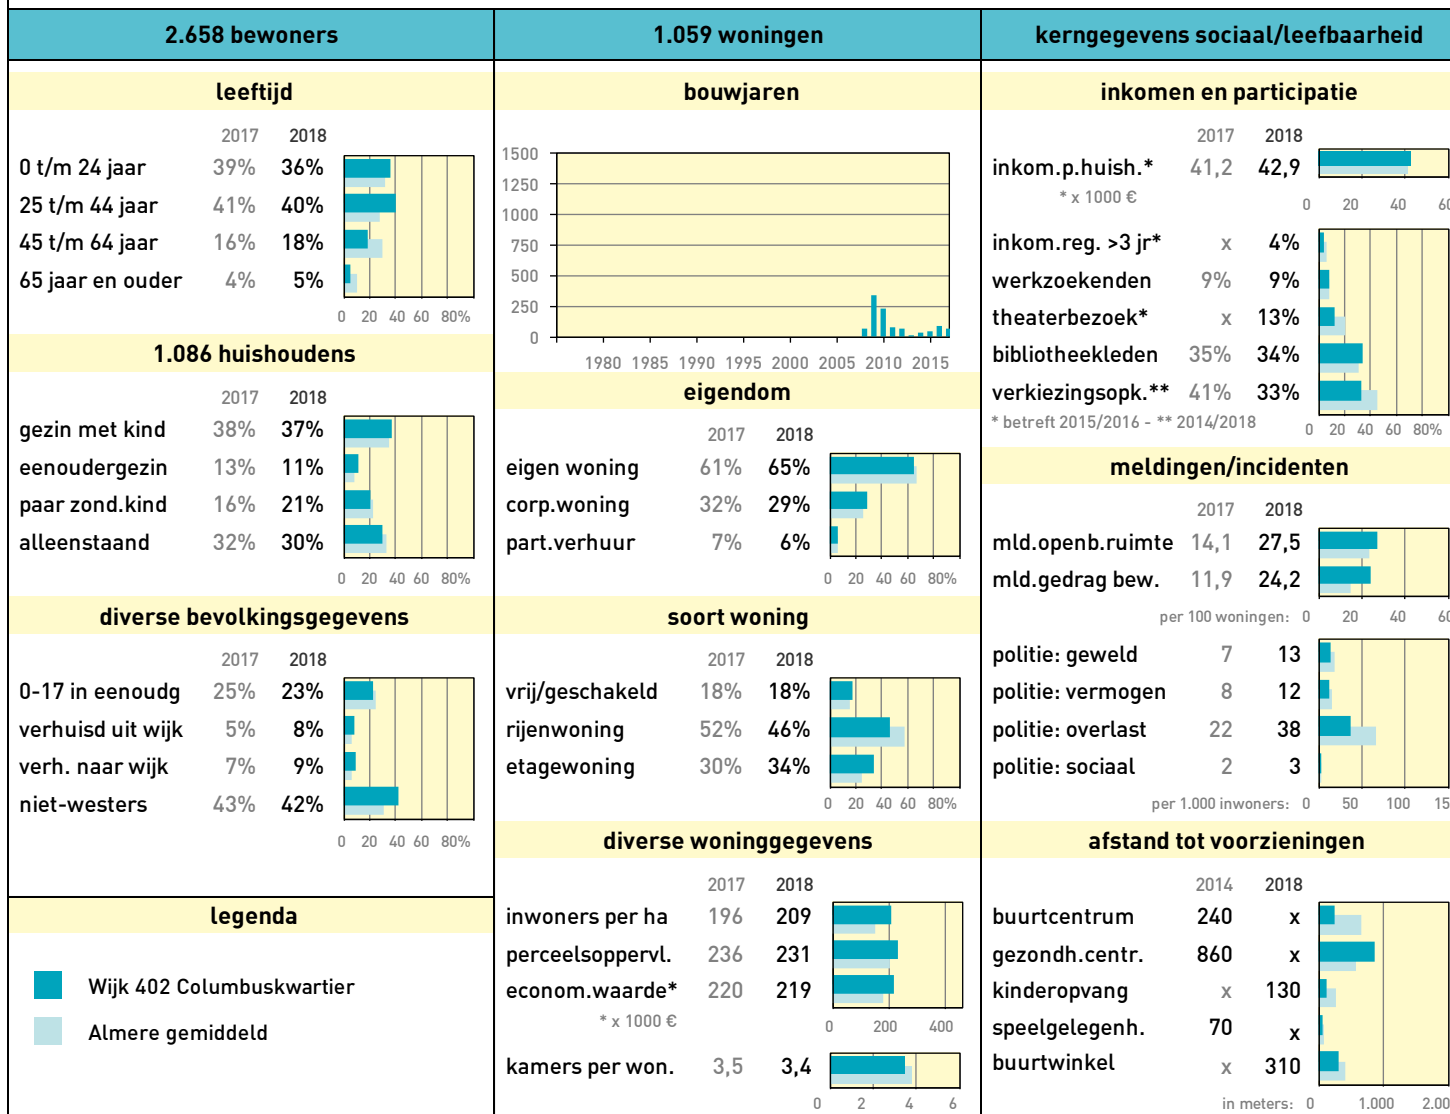 2.658 bewoners
leeftijd
2017 2018
0 t/m 24 jaar 39% 36%
25 t/m 44 jaar 41% 40%
45 t/m 64 jaar 16% 18%
65 jaar en ouder 4% 5%
0 20 40 60 80%
1.086 huishoudens
2017 2018
gezin met kind 38% 37%
eenoudergezin 13% 11%
paar zond.kind 16% 21%
alleenstaand 32% 30%
0 20 40 60 80%
diverse bevolkingsgegevens
2017 2018
0-17 in eenoudg 25% 23%
verhuisd uit wijk 5% 8%
verh. naar wijk 7% 9%
niet-westers 43% 42%
0 20 40 60 80%
legenda
Wijk 402 Columbuskwartier
Almere gemiddeld
1.059 woningen
bouwjaren
1500
1250
1000
750
500
250
0
1980 1985 1990 1995 2000 2005 2010 2015
eigendom
2017 2018
eigen woning 61% 65%
corp.woning 32% 29%
part.verhuur 7% 6%
0 20 40 60 80%
soort woning
2017 2018
vrij/geschakeld 18% 18%
rijenwoning 52% 46%
etagewoning 30% 34%
0 20 40 60 80%
diverse woninggegevens
2017 2018
inwoners per ha 196 209
perceelsoppervl. 236 231
econom.waarde* 220 219
* x 1000 €
0 200 400
kamers per won. 3,5 3,4
0 2 4 6
kerngegevens sociaal/leefbaarheid
inkomen en participatie
2017 2018
inkom.p.huish.* 41,2 42,9
* x 1000 €
0 20 40 60
inkom.reg. >3 jr* x 4%
werkzoekenden 9% 9%
theaterbezoek* x 13%
bibliotheekleden 35% 34%
verkiezingsopk.** 41% 33%
* betreft 2015/2016 - ** 2014/2018
0 20 40 60 80%
meldingen/incidenten
2017 2018
mld.openb.ruimte 14,1 27,5
mld.gedrag bew. 11,9 24,2
per 100 woningen: 0 20 40 60
politie: geweld 7 13
politie: vermogen 8 12
politie: overlast 22 38
politie: sociaal 2 3
per 1.000 inwoners: 0 50 100 15
afstand tot voorzieningen
2014 2018
buurtcentrum 240 x
gezondh.centr. 860 x
kinderopvang x 130
speelgelegenh. 70 x
buurtwinkel x 310
in meters: 0 1.000 2.00